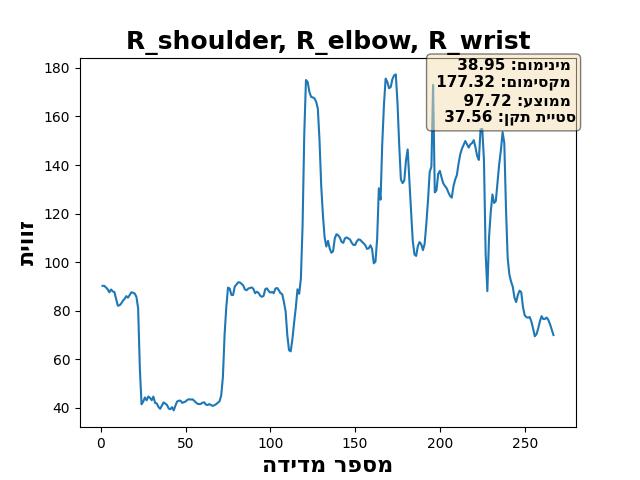 R_shoulder, R_elbow, R_wrist
מינימום: 38.95
מקסימום: 177.32
ממוצע: 97.72
סטיית תקן: 37.56
180
160
140
120
100
80
60
40
זווית
0 50 100 150 200 250
מספר מדידה